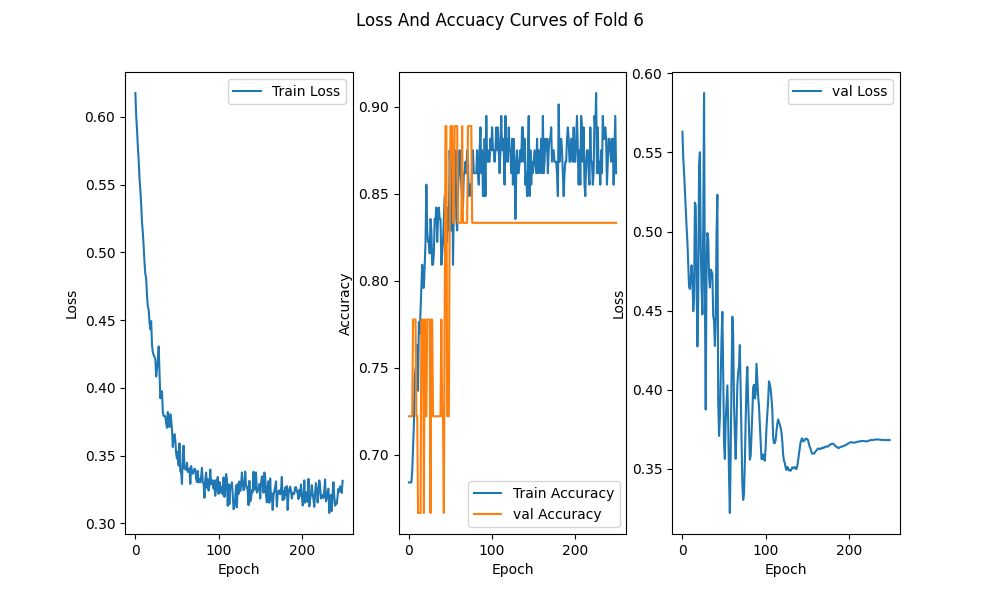 Loss And Accuacy Curves of Fold 6
Train Loss
0.60
0.55
0.50
0.45
0.40
0.35
0.30
Loss
0
100
200
Epoch
0.90
0.85
0.80
0.75
0.70
Accuracy
Train Accuracy
val Accuracy
0
100
200
Epoch
val Loss
0.60
0.55
0.50
0.45
0.40
0.35
Loss
0
100
200
Epoch